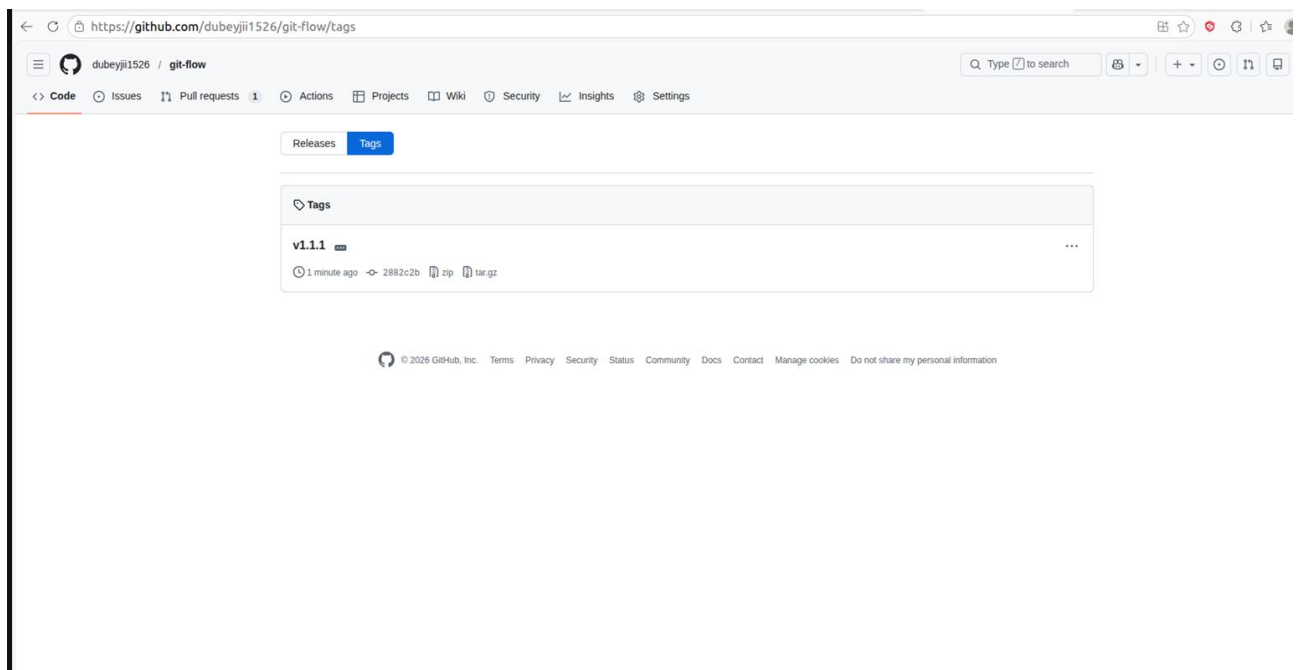 https://github.com/dubeyjii1526/git-flow/tags
dubeyjii1526 / git-flow
Type / to search
Code Issues Pull requests 1 Actions Projects Wiki Security Insights Settings
Releases Tags
Tags
v1.1.1 ...
1 minute ago 2882c2b zip tar.gz
© 2026 GitHub, Inc. Terms Privacy Security Status Community Docs Contact Manage cookies Do not share my personal information